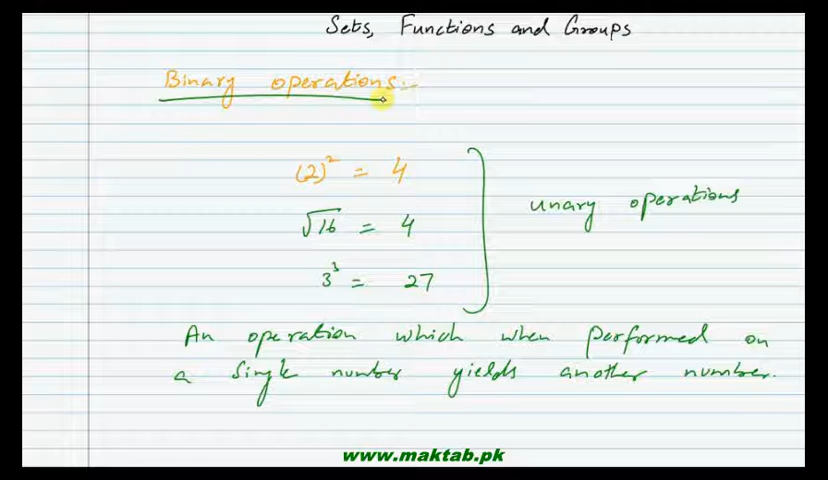 Sets, Functions and Groups
Binary operations:-
(2)² = 4
√16 = 4
unary operations
3³ = 27
An operation which when performed on
a single number yields another number.
www.maktab.pk